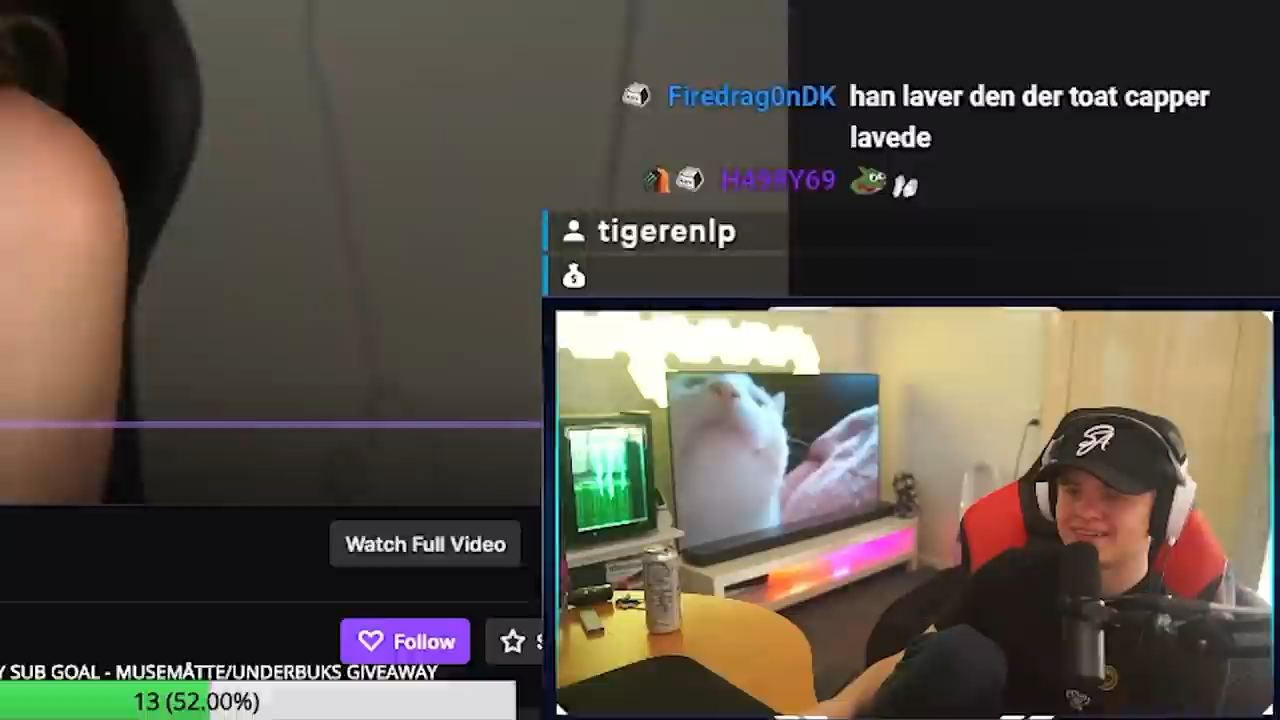 Firedrag0nDK han laver den der toat capper
lavede
H499Y69
tigerenlp
Watch Full Video
Follow
SUB GOAL - MUSEMÅTTE/UNDERBUKS GIVEAWAY
13 (52.00%)